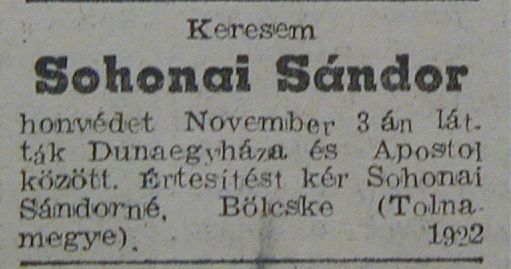 Keresem
Sohonai Sándor
honvédet November 3 án lát-
ták Dunaegyháza és Apostol
között. Értesitést kér Sohonai
Sándorné, Bölcske (Tolna
megye). 1922